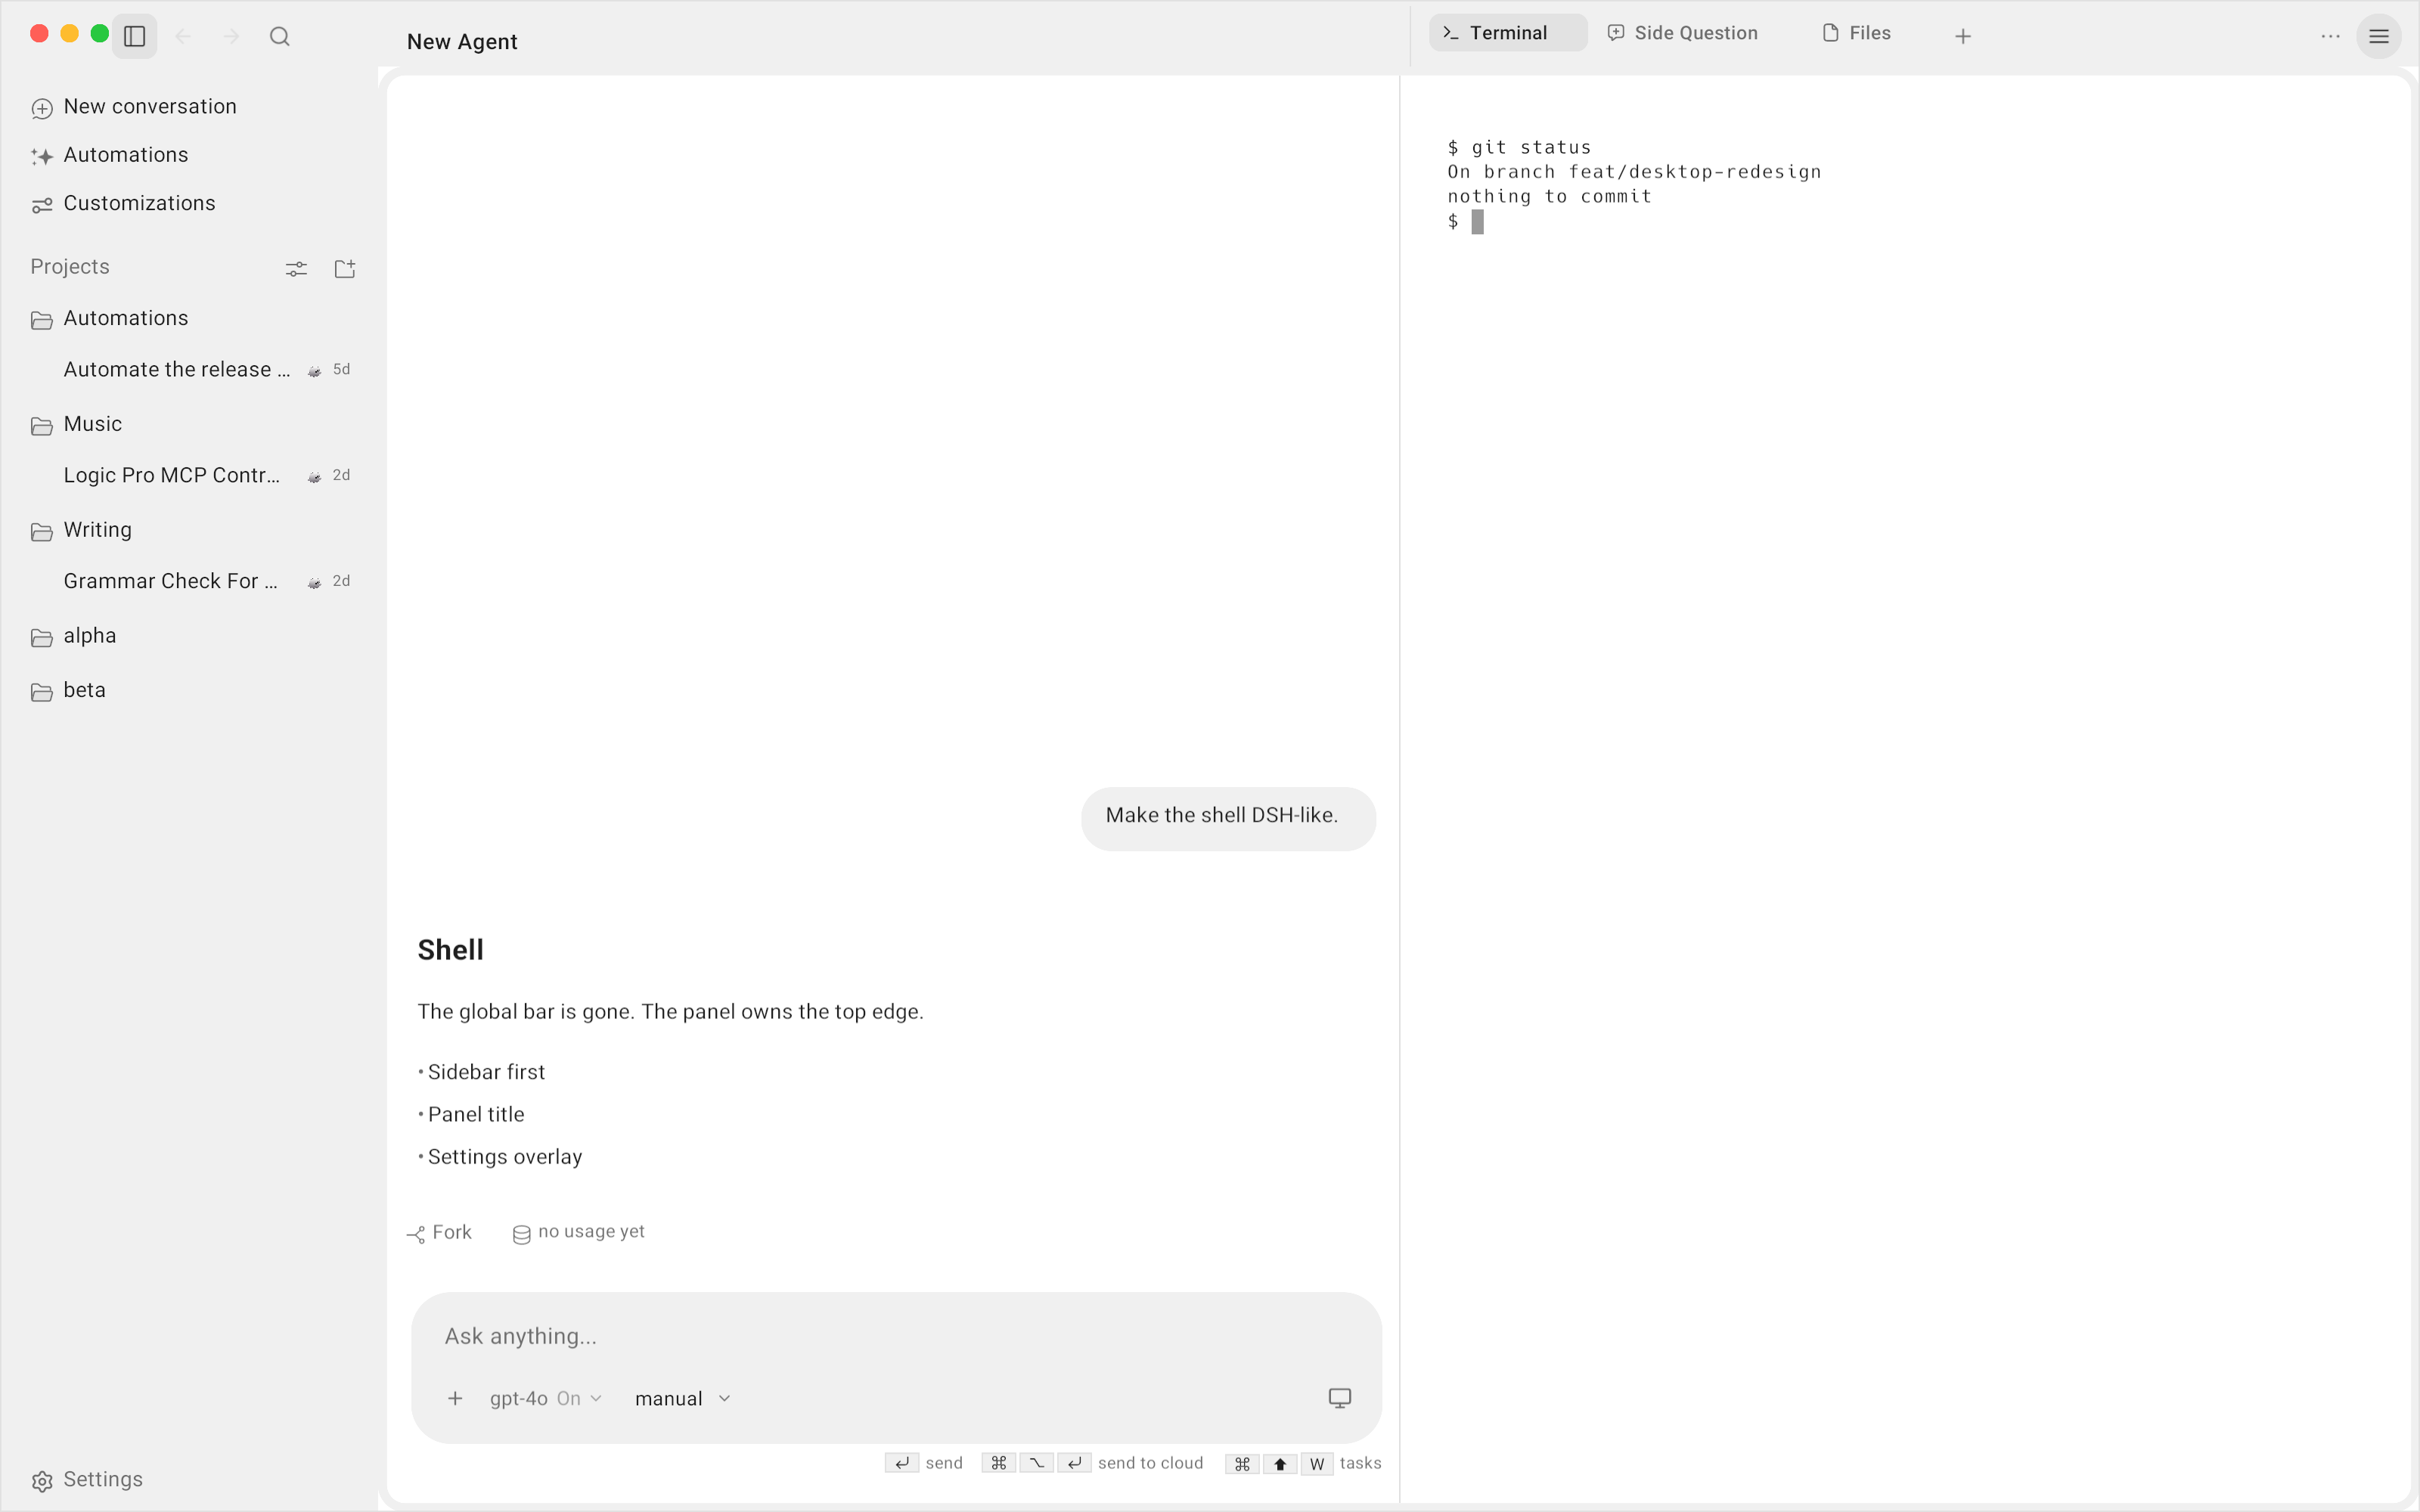 New Agent
Terminal
Side Question
Files
New conversation
Automations
Customizations
Projects
Automations
Automate the release ... 5d
Music
Logic Pro MCP Contr... 2d
Writing
Grammar Check For ... 2d
alpha
beta
Settings
Make the shell DSH-like.
Shell
The global bar is gone. The panel owns the top edge.
• Sidebar first
• Panel title
• Settings overlay
Fork no usage yet
Ask anything...
gpt-4o On manual
send send to cloud W tasks
$ git status
On branch feat/desktop-redesign
nothing to commit
$